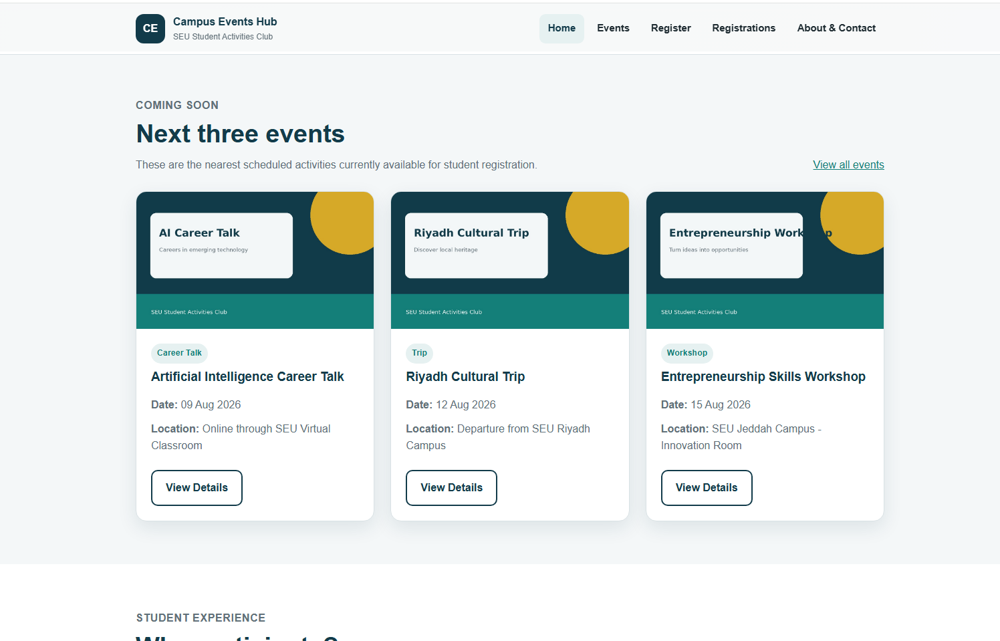 CE
Campus Events Hub
SEU Student Activities Club
Home
Events
Register
Registrations
About & Contact
COMING SOON
Next three events
These are the nearest scheduled activities currently available for student registration.
View all events
AI Career Talk
Careers in emerging technology
SEU Student Activities Club
Career Talk
Artificial Intelligence Career Talk
Date: 09 Aug 2026
Location: Online through SEU Virtual
Classroom
View Details
Riyadh Cultural Trip
Discover local heritage
SEU Student Activities Club
Trip
Riyadh Cultural Trip
Date: 12 Aug 2026
Location: Departure from SEU Riyadh
Campus
View Details
Entrepreneurship Workshop
Turn ideas into opportunities
SEU Student Activities Club
Workshop
Entrepreneurship Skills Workshop
Date: 15 Aug 2026
Location: SEU Jeddah Campus -
Innovation Room
View Details
STUDENT EXPERIENCE